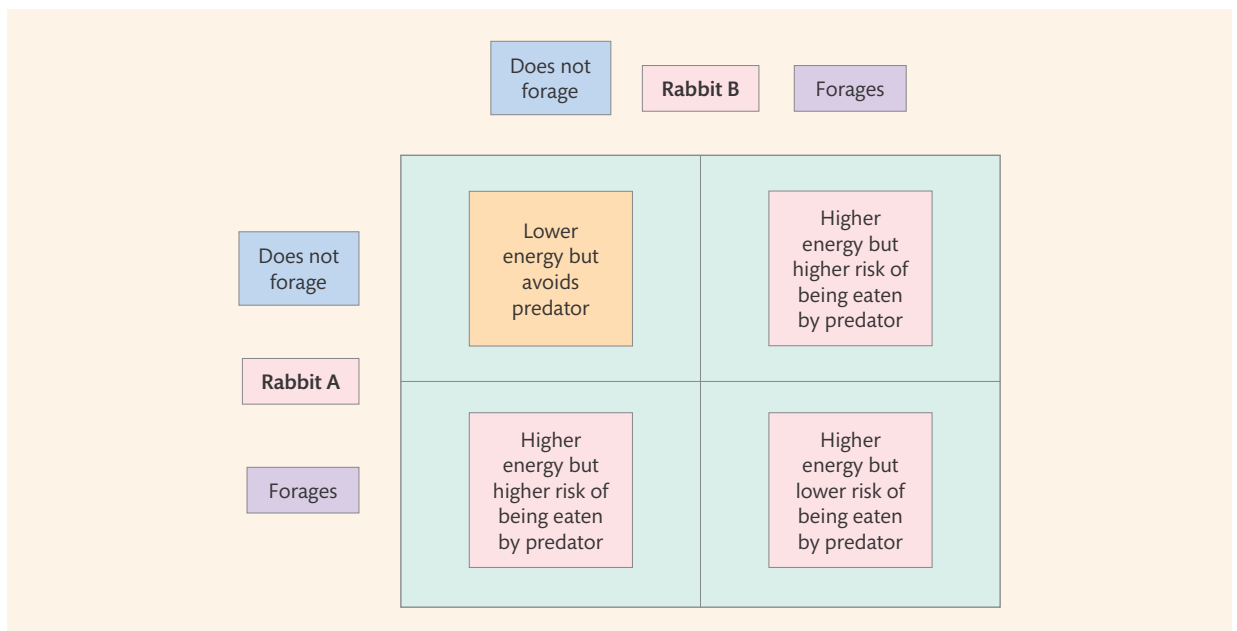 Does not
forage
Rabbit B
Forages
Does not
forage
Lower
energy but
avoids
predator
Higher
energy but
higher risk of
being eaten
by predator
Rabbit A
Forages
Higher
energy but
higher risk of
being eaten
by predator
Higher
energy but
lower risk of
being eaten
by predator